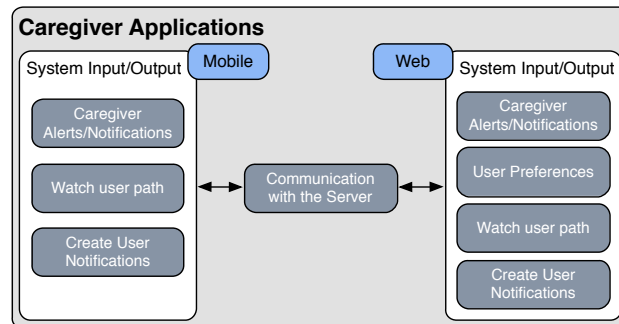 Caregiver Applications
System Input/Output
Mobile
Caregiver
Alerts/Notifications
Watch user path
Create User
Notifications
Communication
with the Server
Web
System Input/Output
Caregiver
Alerts/Notifications
User Preferences
Watch user path
Create User
Notifications